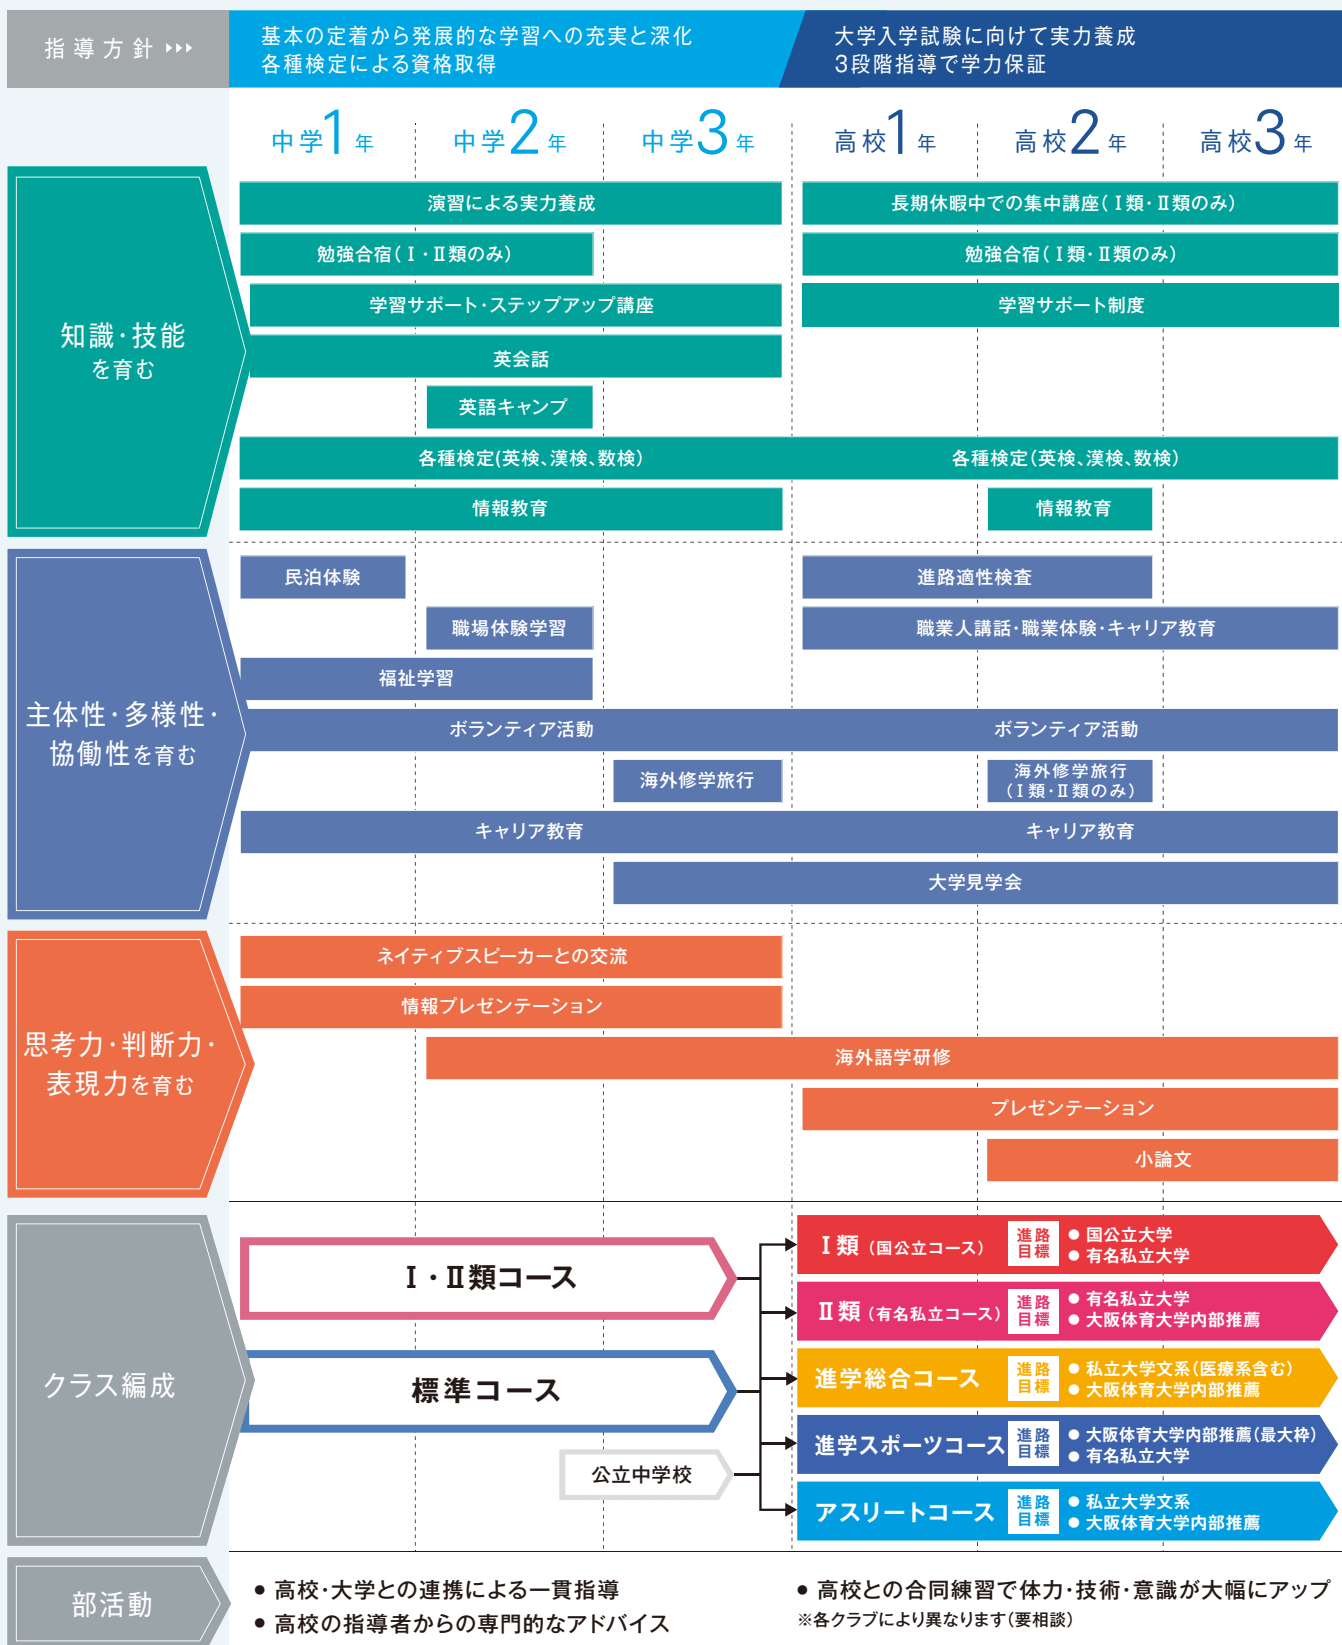 指導方針
基本の定着から発展的な学習への充実と深化
各種検定による資格取得
大学入学試験に向けて実力養成
3段階指導で学力保証
中学1年 中学2年 中学3年 高校1年 高校2年 高校3年
知識・技能
を育む
演習による実力養成
長期休暇中での集中講座(Ⅰ類・Ⅱ類のみ)
勉強合宿(Ⅰ・Ⅱ類のみ)
勉強合宿(Ⅰ類・Ⅱ類のみ)
学習サポート・ステップアップ講座
学習サポート制度
英会話
英語キャンプ
各種検定(英検、漢検、数検)
各種検定(英検、漢検、数検)
情報教育
情報教育
主体性・多様性・
協働性を育む
民泊体験
進路適性検査
職場体験学習
職業人講話・職業体験・キャリア教育
福祉学習
ボランティア活動
ボランティア活動
海外修学旅行
海外修学旅行
(Ⅰ類・Ⅱ類のみ)
キャリア教育
キャリア教育
大学見学会
思考力・判断力・
表現力を育む
ネイティブスピーカーとの交流
情報プレゼンテーション
海外語学研修
プレゼンテーション
小論文
クラス編成
Ⅰ・Ⅱ類コース
標準コース
公立中学校
Ⅰ類(国公立コース)
進路
目標
● 国公立大学
● 有名私立大学
Ⅱ類(有名私立コース)
進路
目標
● 有名私立大学
● 大阪体育大学内部推薦
進学総合コース
進路
目標
● 私立大学文系(医療系含む)
● 大阪体育大学内部推薦
進学スポーツコース
進路
目標
● 大阪体育大学内部推薦(最大枠)
● 有名私立大学
アスリートコース
進路
目標
● 私立大学文系
● 大阪体育大学内部推薦
部活動
● 高校・大学との連携による一貫指導
● 高校の指導者からの専門的なアドバイス
● 高校との合同練習で体力・技術・意識が大幅にアップ
※各クラブにより異なります(要相談)